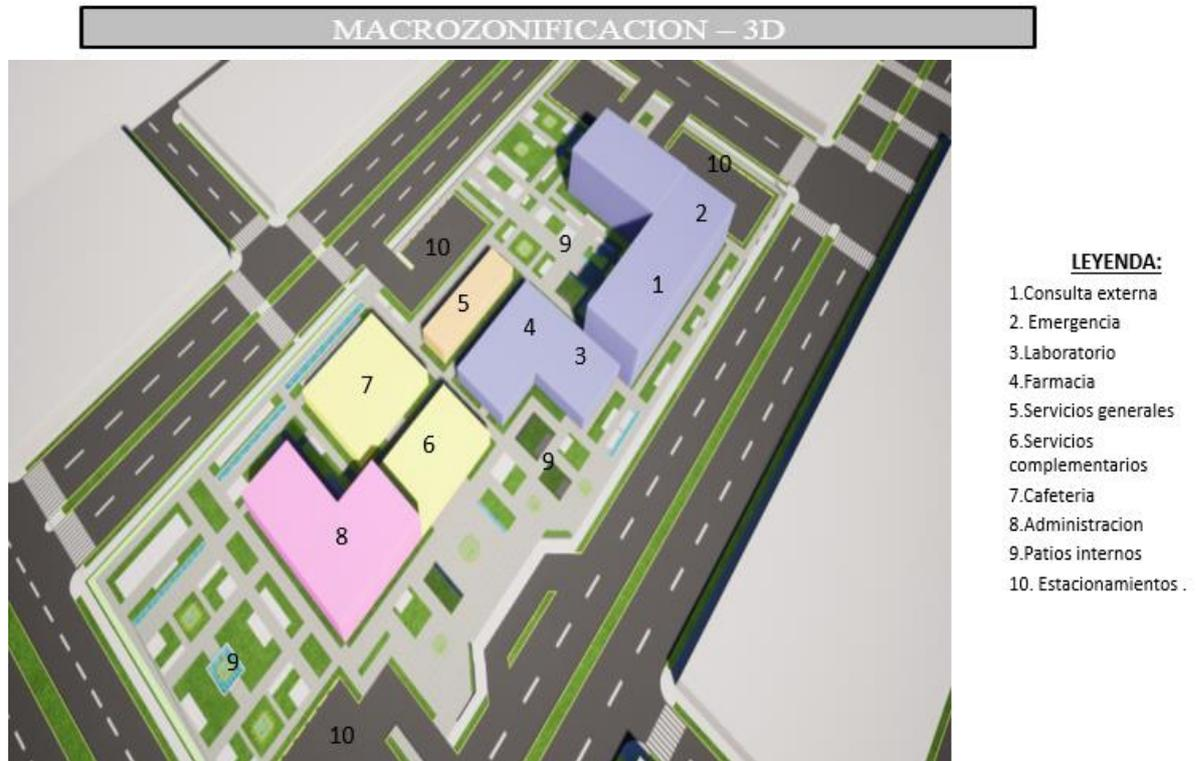 MACROZONIFICACION – 3D
10
2
10
9
1
5
4
3
7
6
9
8
9
10
LEYENDA:
1.Consulta externa
2. Emergencia
3.Laboratorio
4.Farmacia
5.Servicios generales
6.Servicios
complementarios
7.Cafeteria
8.Administracion
9.Patios internos
10. Estacionamientos .